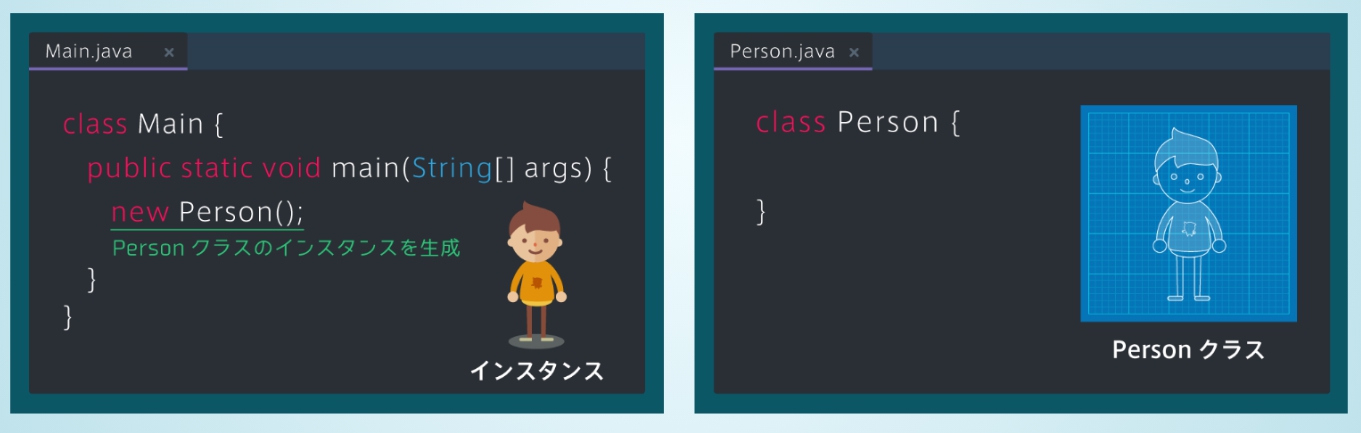 Main.java ×
class Main {
public static void main(String[] args) {
new Person();
Person クラスのインスタンスを生成
}
}
インスタンス
Person.java ×
class Person {
}
Person クラス